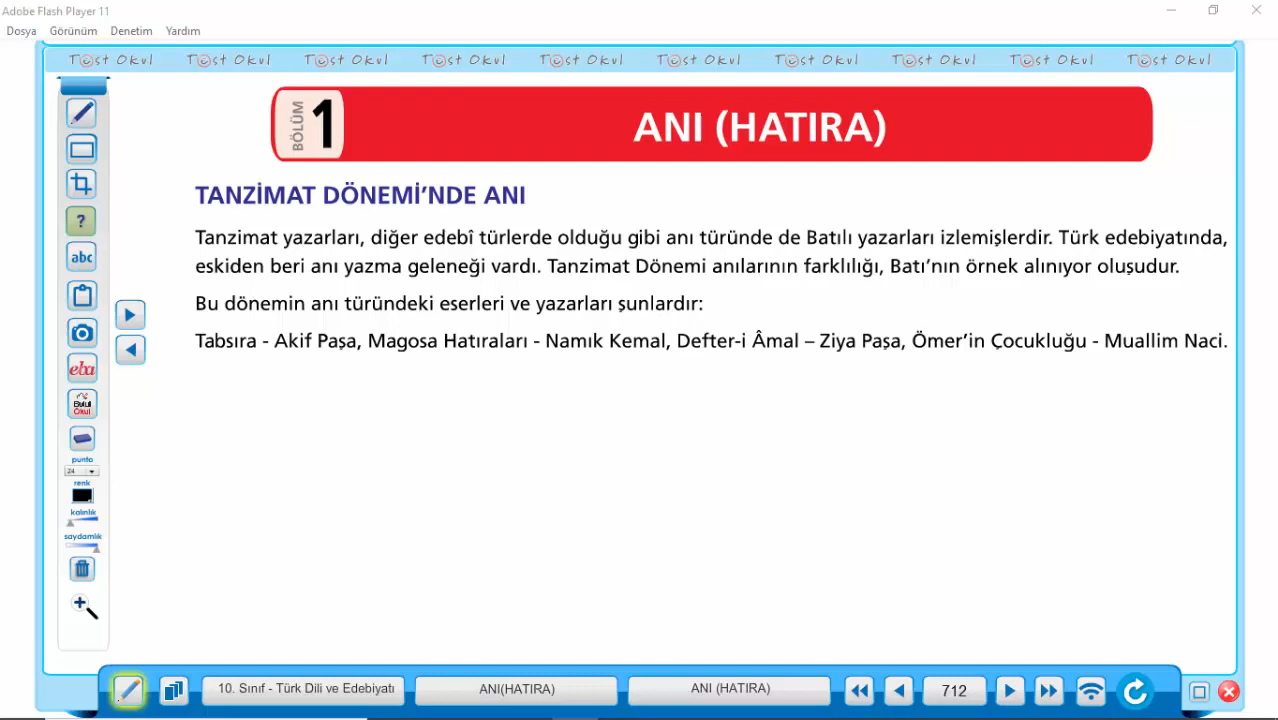 Adobe Flash Player 11
Dosya Görünüm Denetim Yardım
Test Okul Test Okul Test Okul Test Okul Test Okul Test Okul Test Okul Test Okul Test Okul Test Okul
BÖLÜM 1 ANI (HATIRA)
TANZİMAT DÖNEMİ’NDE ANI
Tanzimat yazarları, diğer edebî türlerde olduğu gibi anı türünde de Batılı yazarları izlemişlerdir. Türk edebiyatında,
eskiden beri anı yazma geleneği vardı. Tanzimat Dönemi anılarının farklılığı, Batı’nın örnek alınıyor oluşudur.
Bu dönemin anı türündeki eserleri ve yazarları şunlardır:
Tabsıra - Akif Paşa, Magosa Hatıraları - Namık Kemal, Defter-i Âmal – Ziya Paşa, Ömer’in Çocukluğu - Muallim Naci.
?
abc
eba
Bulut
Okul
punto
24
renk
kalınlık
saydamlık
10. Sınıf - Türk Dili ve Edebiyatı ANI(HATIRA) ANI (HATIRA) 712